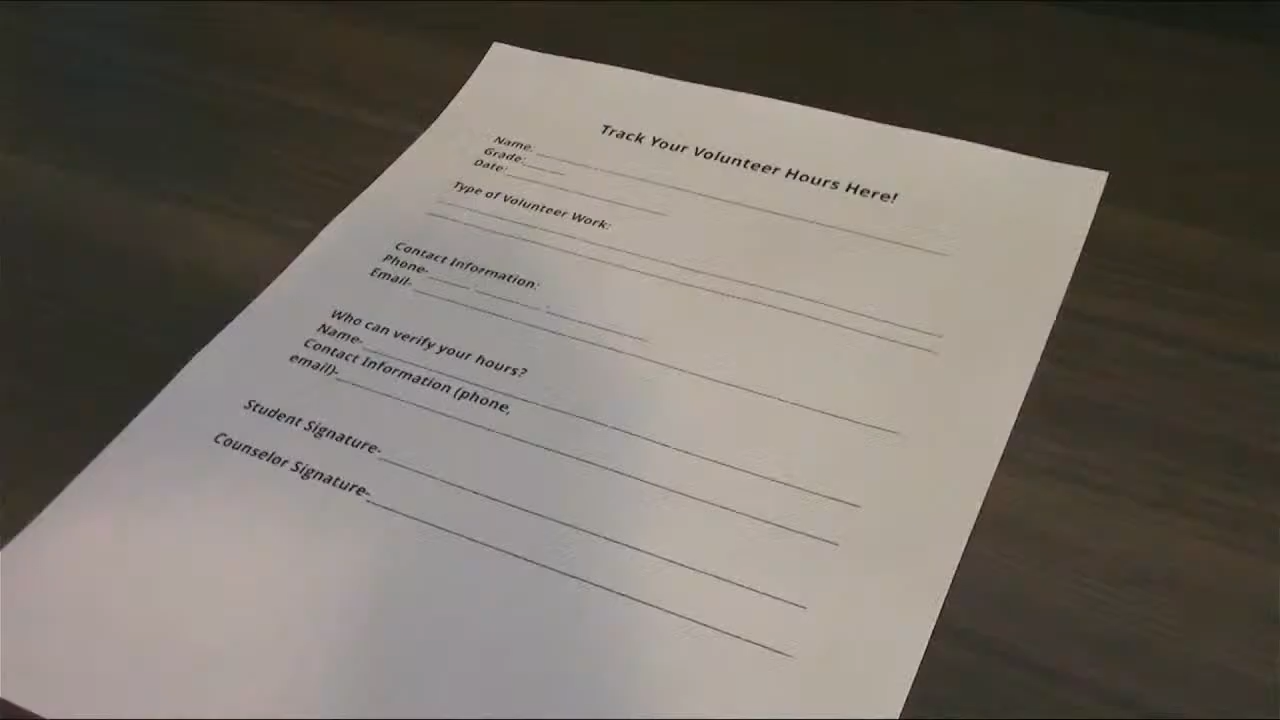 Track Your Volunteer Hours Here!
Name:
Grade:
Date:
Type of Volunteer Work:
Contact Information:
Phone-
Email-
Who can verify your hours?
Name-
Contact Information (phone,
email)-
Student Signature-
Counselor Signature-